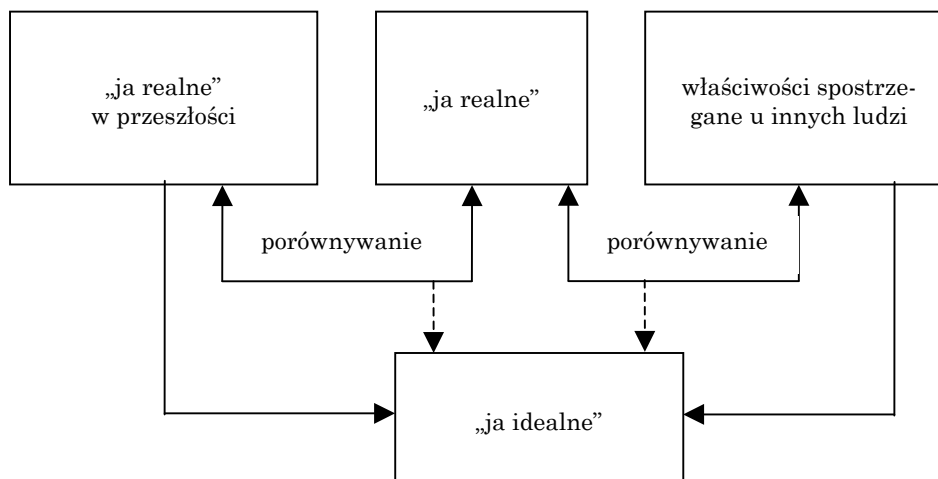 „ja realne”
w przeszłości
„ja realne”
właściwości spostrze-
gane u innych ludzi
porównywanie
porównywanie
„ja idealne”